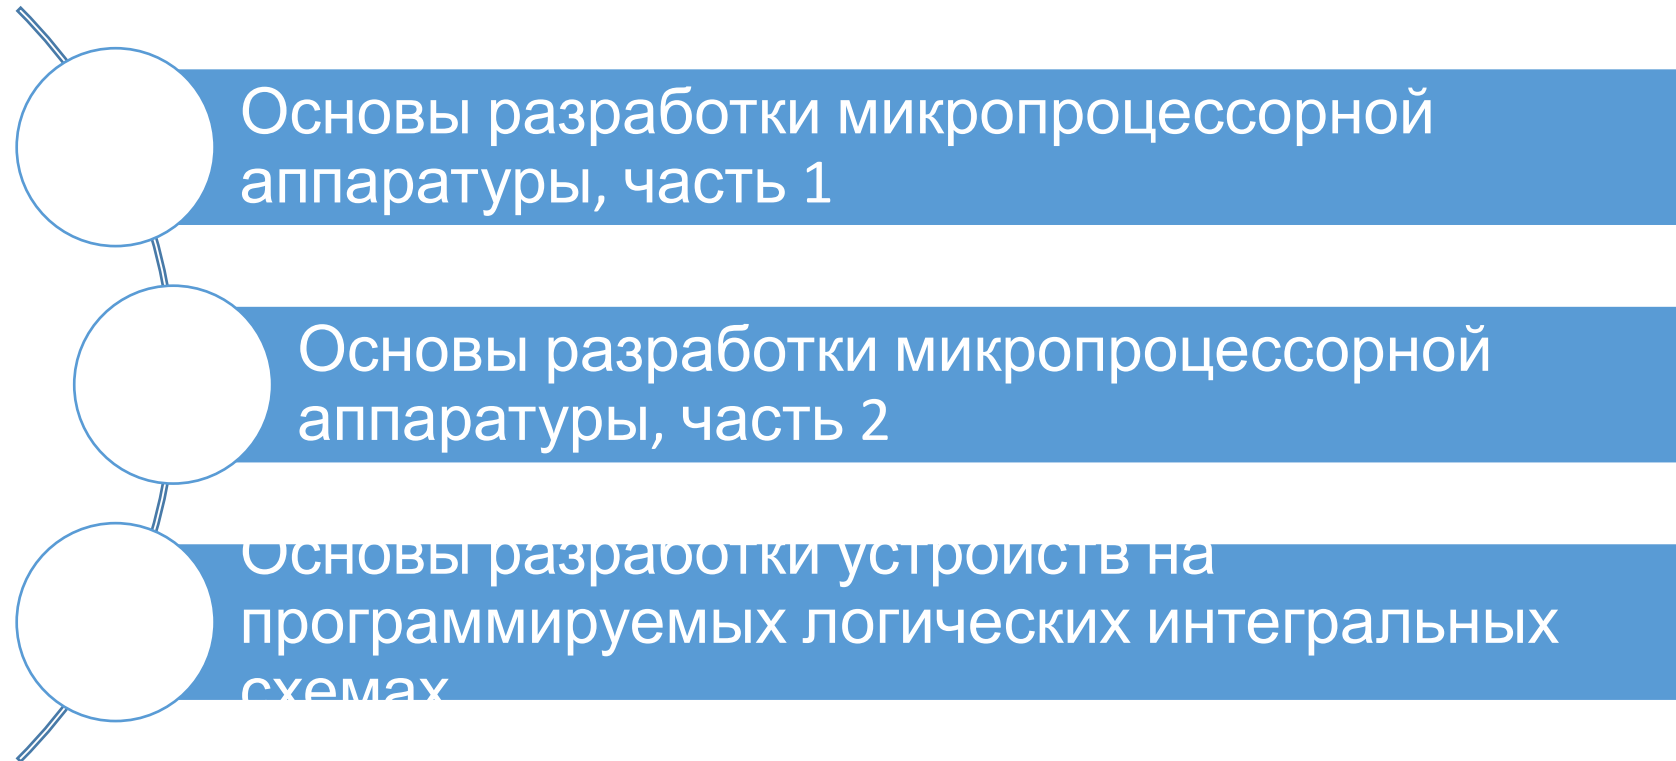 Основы разработки микропроцессорной
аппаратуры, часть 1
Основы разработки микропроцессорной
аппаратуры, часть 2
Основы разработки устройств на
программируемых логических интегральных
схемах